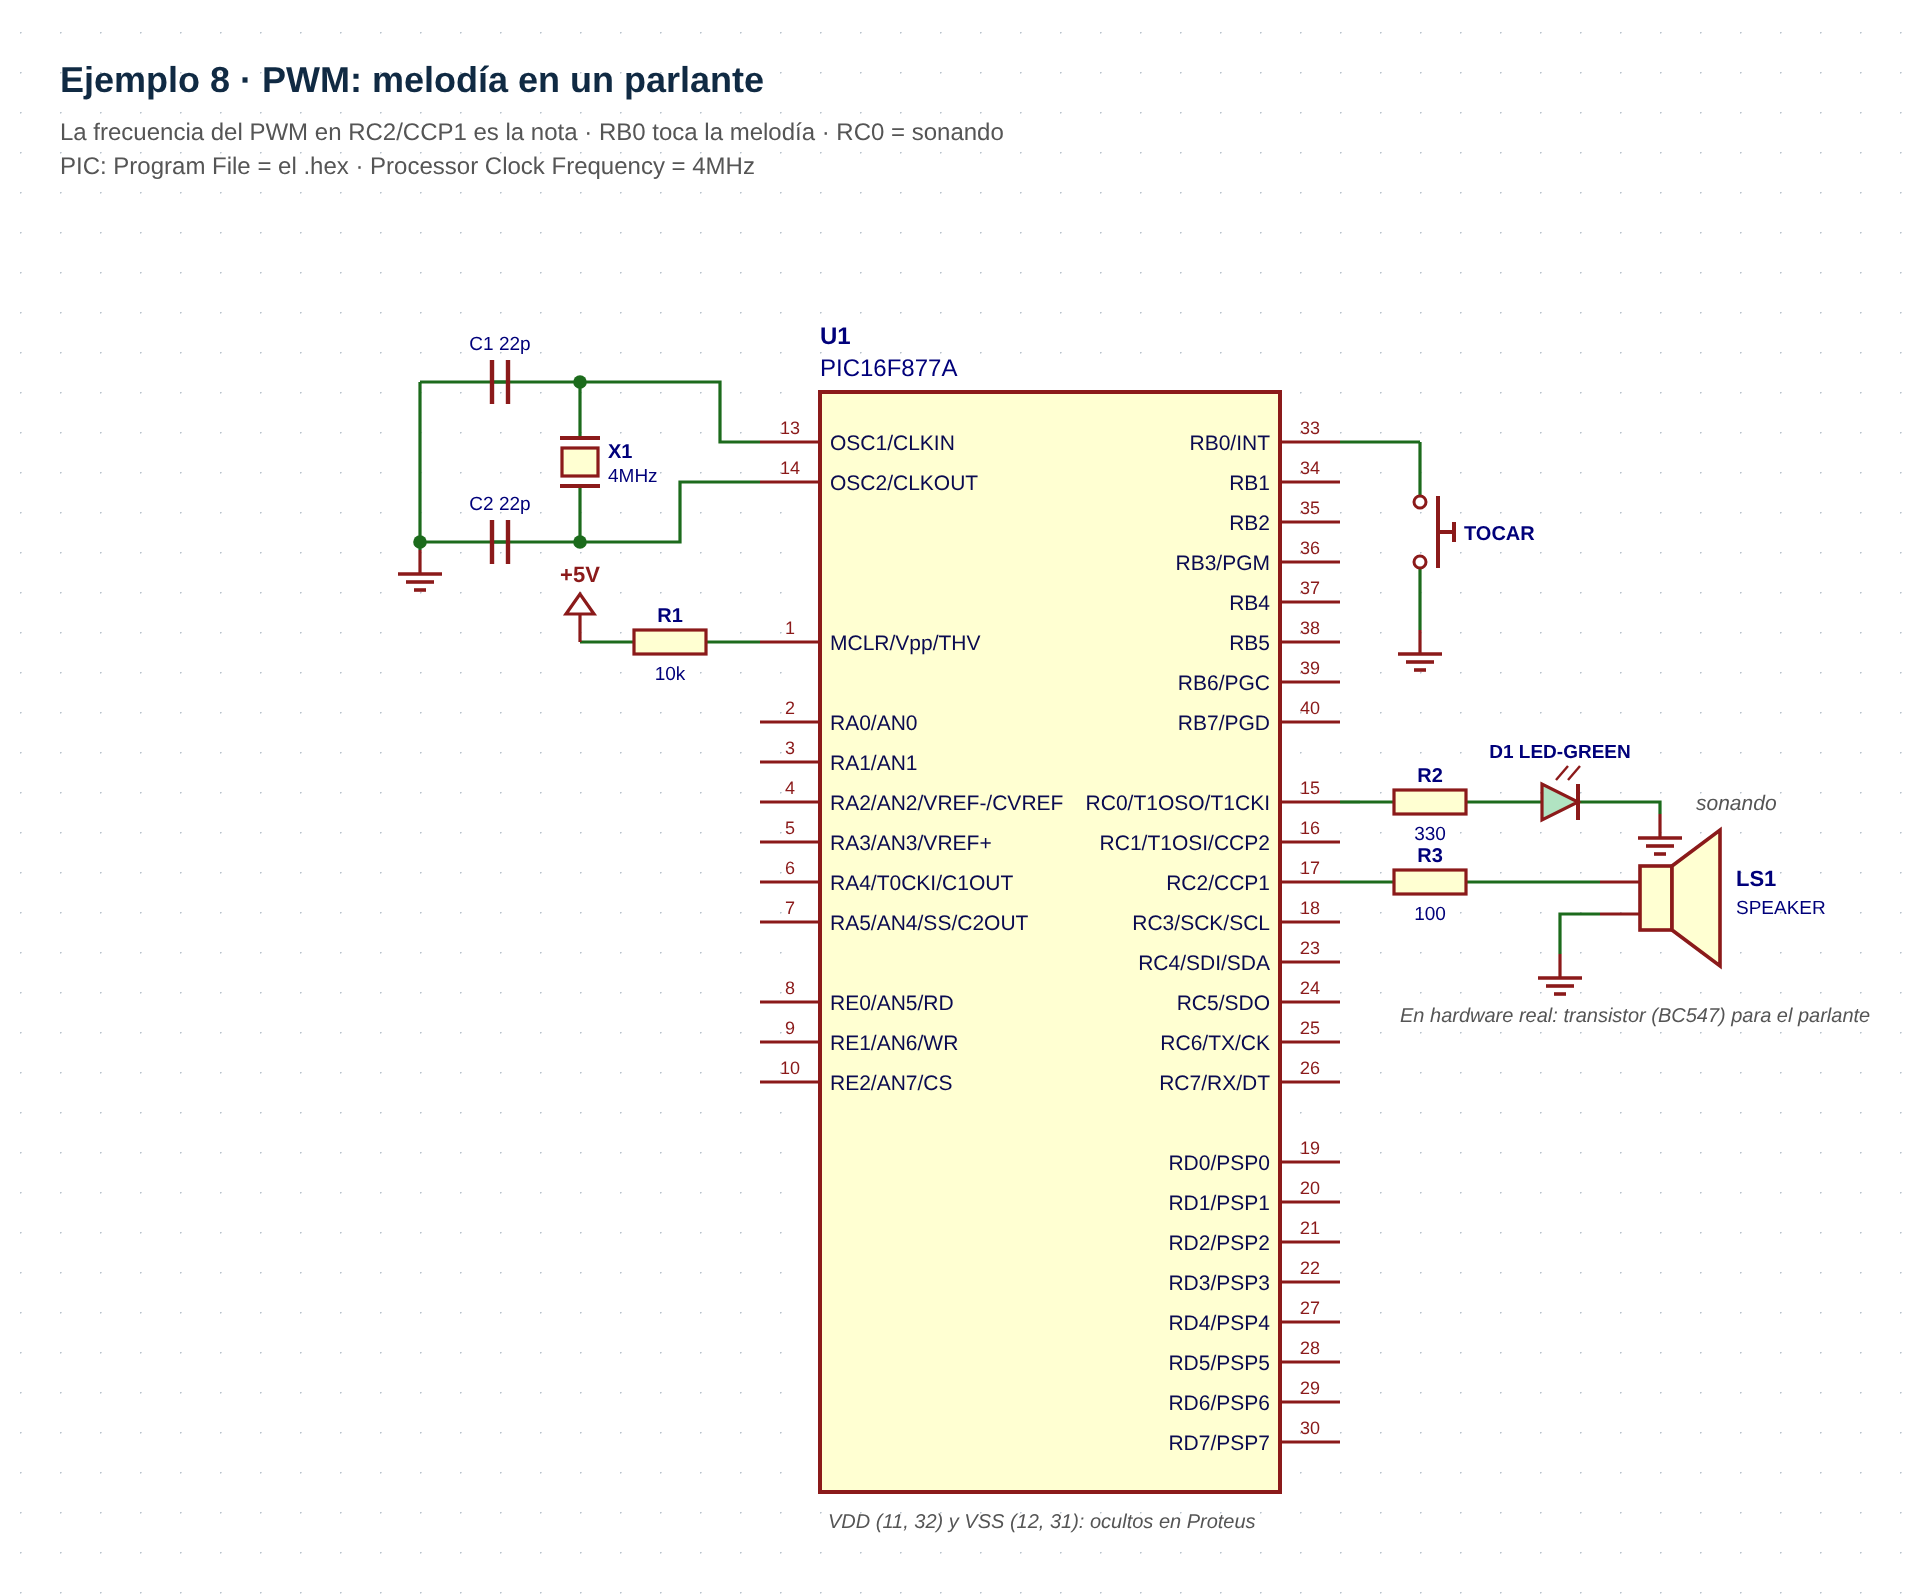 Ejemplo 8 · PWM: melodía en un parlante
La frecuencia del PWM en RC2/CCP1 es la nota · RB0 toca la melodía · RC0 = sonando
PIC: Program File = el .hex · Processor Clock Frequency = 4MHz
C1 22p
X1
4MHz
C2 22p
+5V
R1
10k
U1
PIC16F877A
13 OSC1/CLKIN
14 OSC2/CLKOUT
1 MCLR/Vpp/THV
2 RA0/AN0
3 RA1/AN1
4 RA2/AN2/VREF-/CVREF
5 RA3/AN3/VREF+
6 RA4/T0CKI/C1OUT
7 RA5/AN4/SS/C2OUT
8 RE0/AN5/RD
9 RE1/AN6/WR
10 RE2/AN7/CS
RB0/INT 33
RB1 34
RB2 35
RB3/PGM 36
RB4 37
RB5 38
RB6/PGC 39
RB7/PGD 40
RC0/T1OSO/T1CKI 15
RC1/T1OSI/CCP2 16
RC2/CCP1 17
RC3/SCK/SCL 18
RC4/SDI/SDA 23
RC5/SDO 24
RC6/TX/CK 25
RC7/RX/DT 26
RD0/PSP0 19
RD1/PSP1 20
RD2/PSP2 21
RD3/PSP3 22
RD4/PSP4 27
RD5/PSP5 28
RD6/PSP6 29
RD7/PSP7 30
TOCAR
D1 LED-GREEN
R2
330
sonando
R3
100
LS1
SPEAKER
En hardware real: transistor (BC547) para el parlante
VDD (11, 32) y VSS (12, 31): ocultos en Proteus